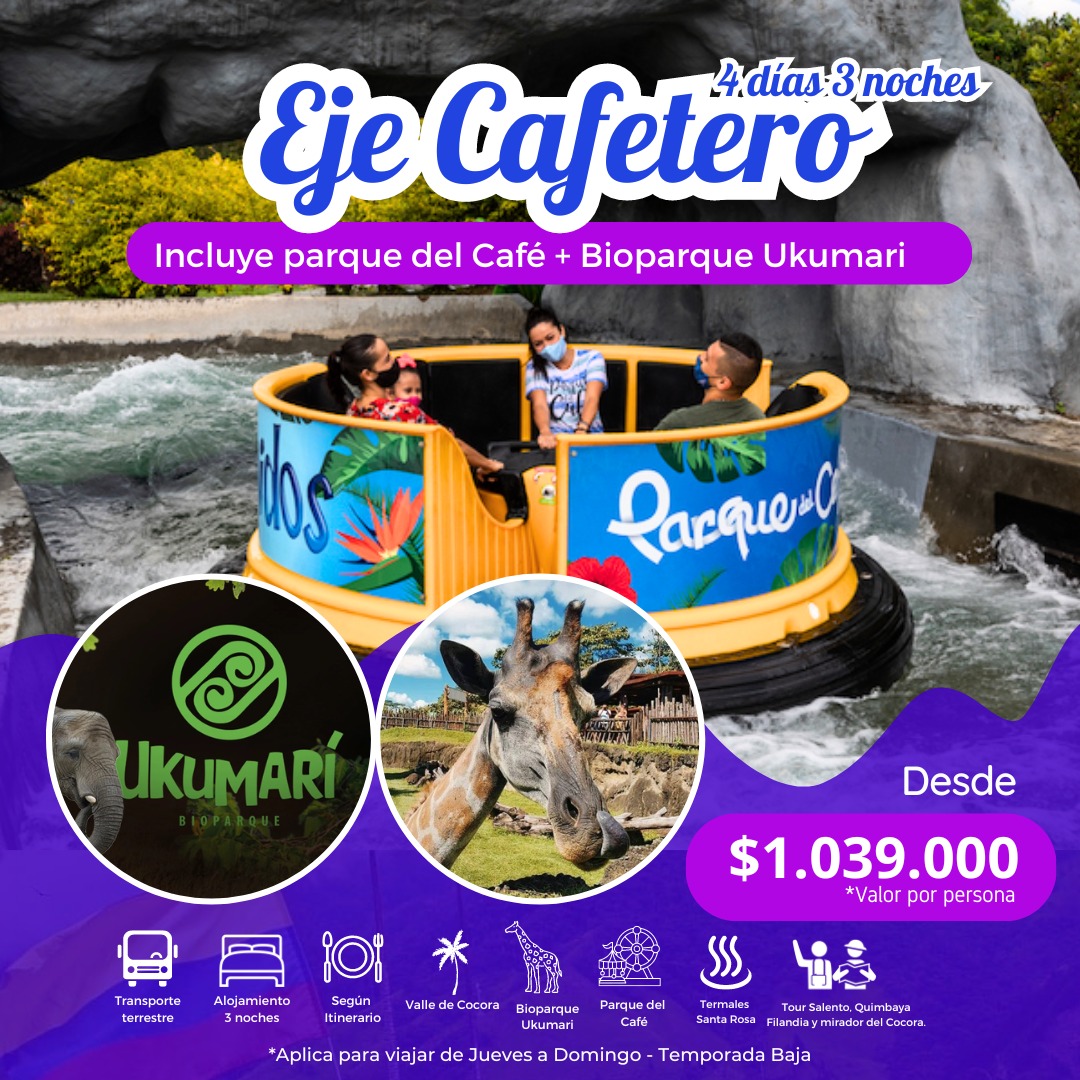 4 días 3 noches
Eje Cafetero
Incluye parque del Café + Bioparque Ukumari
idos
Parque del Ca
UKUMARÍ
BIOPARQUE
Desde
$1.039.000
*Valor por persona
Transporte
terrestre
Alojamiento
3 noches
Según
Itinerario
Valle de Cocora
Bioparque
Ukumari
Parque del
Café
Termales
Santa Rosa
Tour Salento, Quimbaya
Filandia y mirador del Cocora.
*Aplica para viajar de Jueves a Domingo - Temporada Baja